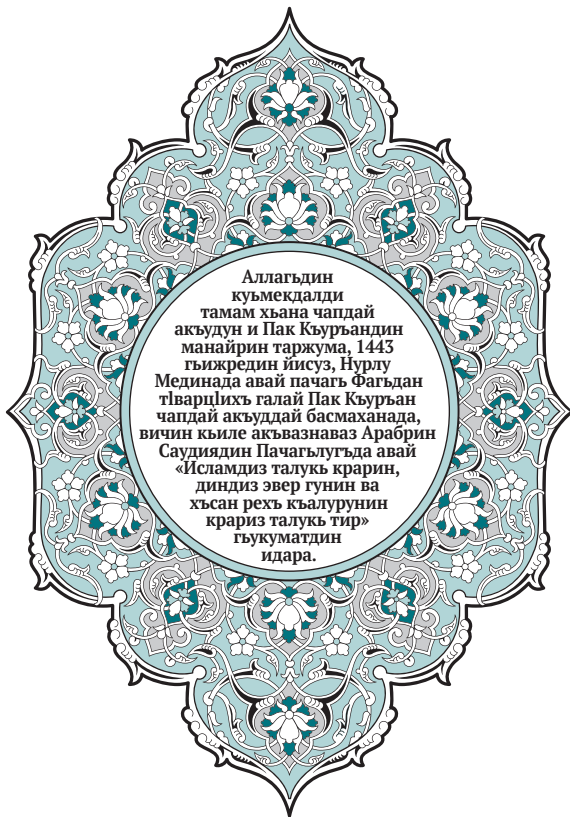 Аллагьдин
куьмекдалди
тамам хьана чапдай
акъудун и Пак Къуръандин
манайрин таржума, 1443
гьижредин йисуз, Нурлу
Мединада авай пачагь Фагьдан
тӀварцӀихъ галай Пак Къуръан
чапдай акъуддай басмаханада,
вичин кьиле акъвазнаваз Арабрин
Саудиядин Пачагьлугъда авай
«Исламдиз талукь крарин,
диндиз эвер гунин ва
хъсан рехъ къалурунин
крариз талукь тир»
гьукуматдин
идара.